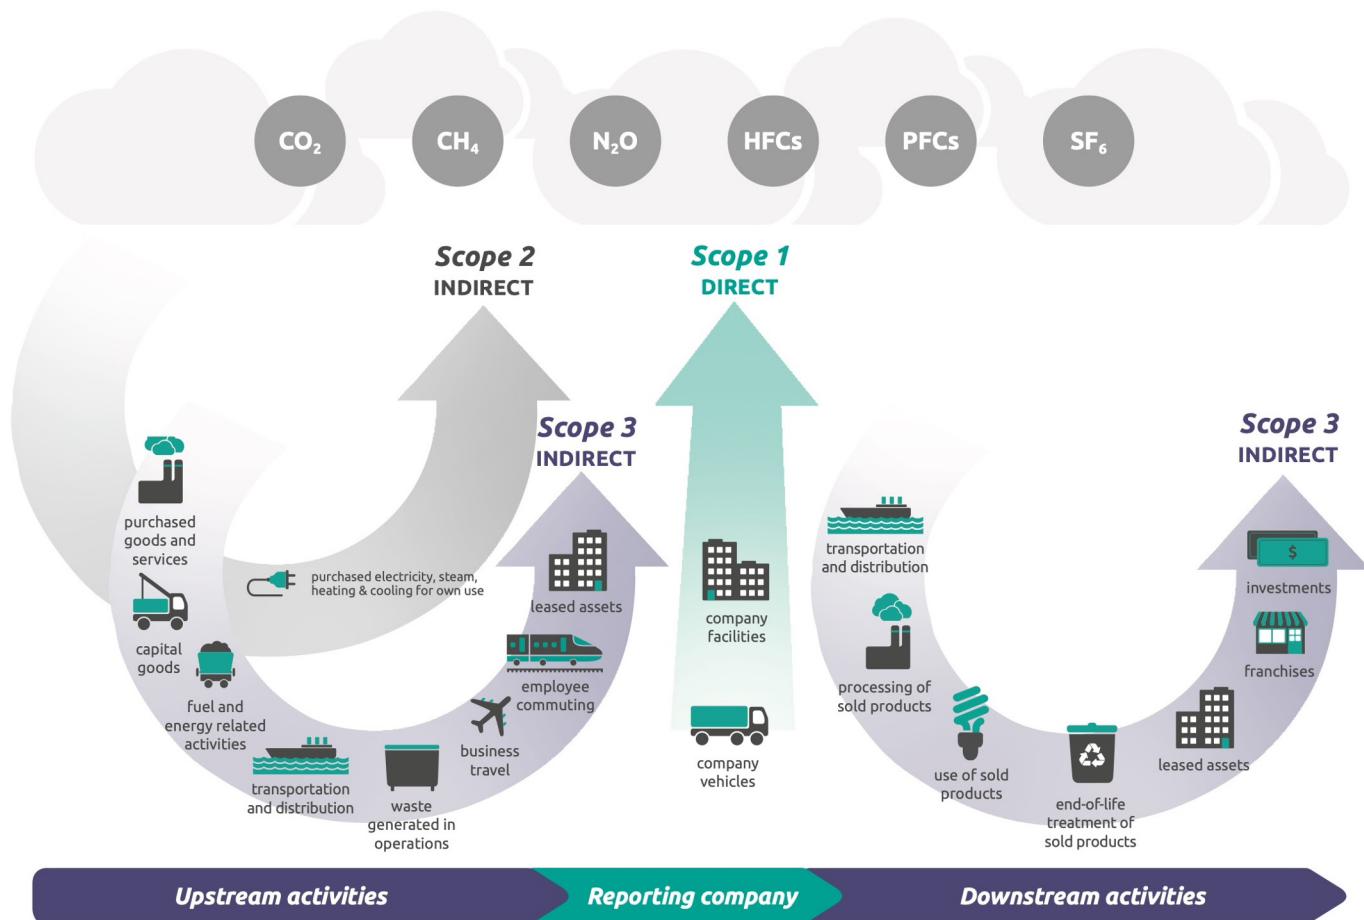 CO₂
CH₄
N₂O
HFCs
PFCs
SF₆
Scope 2
INDIRECT
Scope 1
DIRECT
Scope 3
INDIRECT
Scope 3
INDIRECT
purchased
goods and
services
capital
goods
fuel and
energy related
activities
purchased electricity, steam,
heating & cooling for own use
transportation
and distribution
waste
generated in
operations
business
travel
employee
commuting
leased assets
company
facilities
company
vehicles
transportation
and distribution
processing of
sold products
use of sold
products
end-of-life
treatment of
sold products
leased assets
franchises
$
investments
Upstream activities
Reporting company
Downstream activities